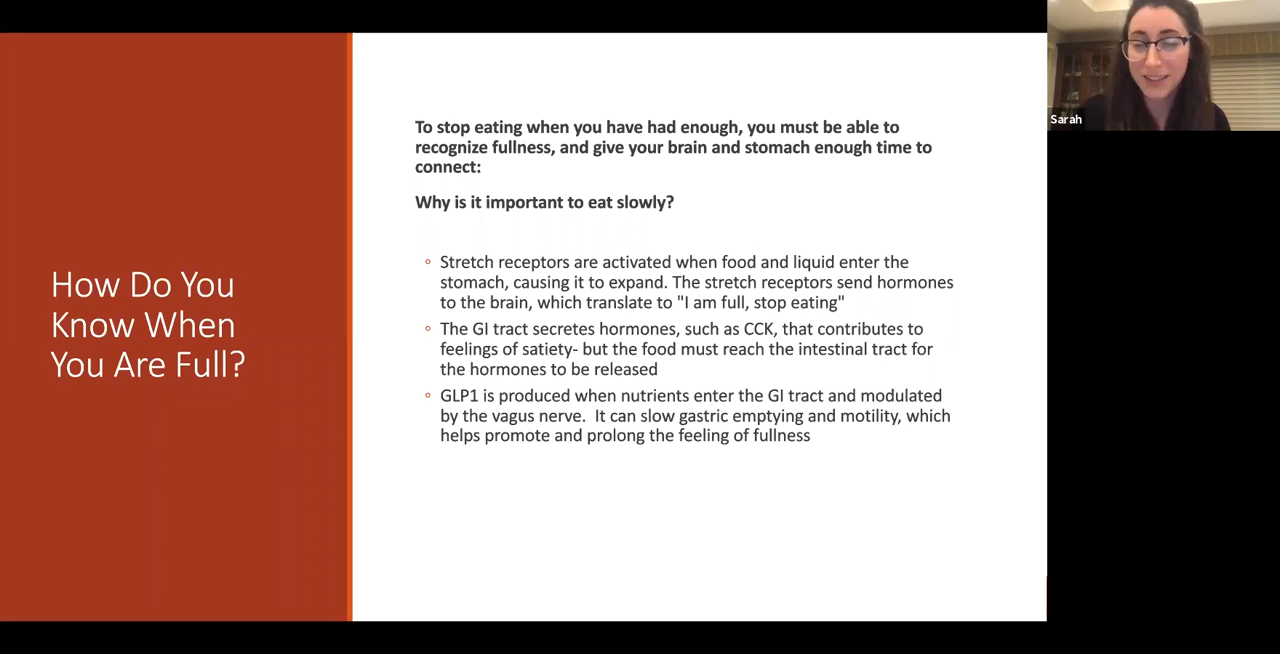 How Do You
Know When
You Are Full?
To stop eating when you have had enough, you must be able to
recognize fullness, and give your brain and stomach enough time to
connect:
Why is it important to eat slowly?
◦ Stretch receptors are activated when food and liquid enter the
stomach, causing it to expand. The stretch receptors send hormones
to the brain, which translate to "I am full, stop eating"
◦ The GI tract secretes hormones, such as CCK, that contributes to
feelings of satiety- but the food must reach the intestinal tract for
the hormones to be released
◦ GLP1 is produced when nutrients enter the GI tract and modulated
by the vagus nerve.  It can slow gastric emptying and motility, which
helps promote and prolong the feeling of fullness
Sarah